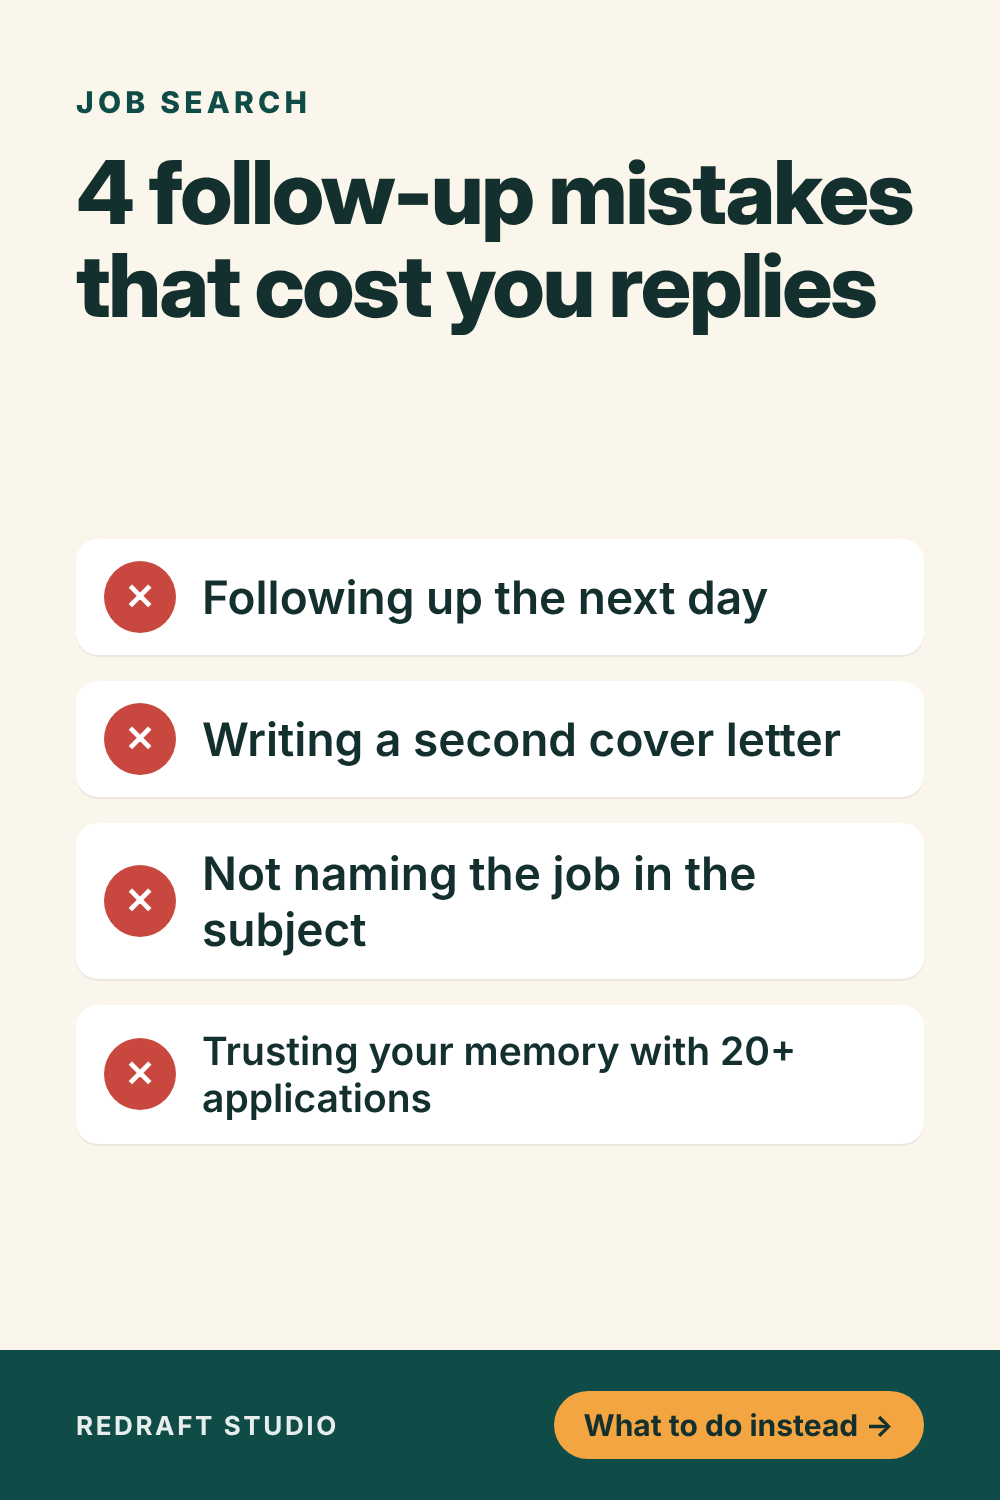 JOB SEARCH
4 follow-up mistakes
that cost you replies
✕ Following up the next day
✕ Writing a second cover letter
✕ Not naming the job in the
subject
✕ Trusting your memory with 20+
applications
REDRAFT STUDIO
What to do instead →